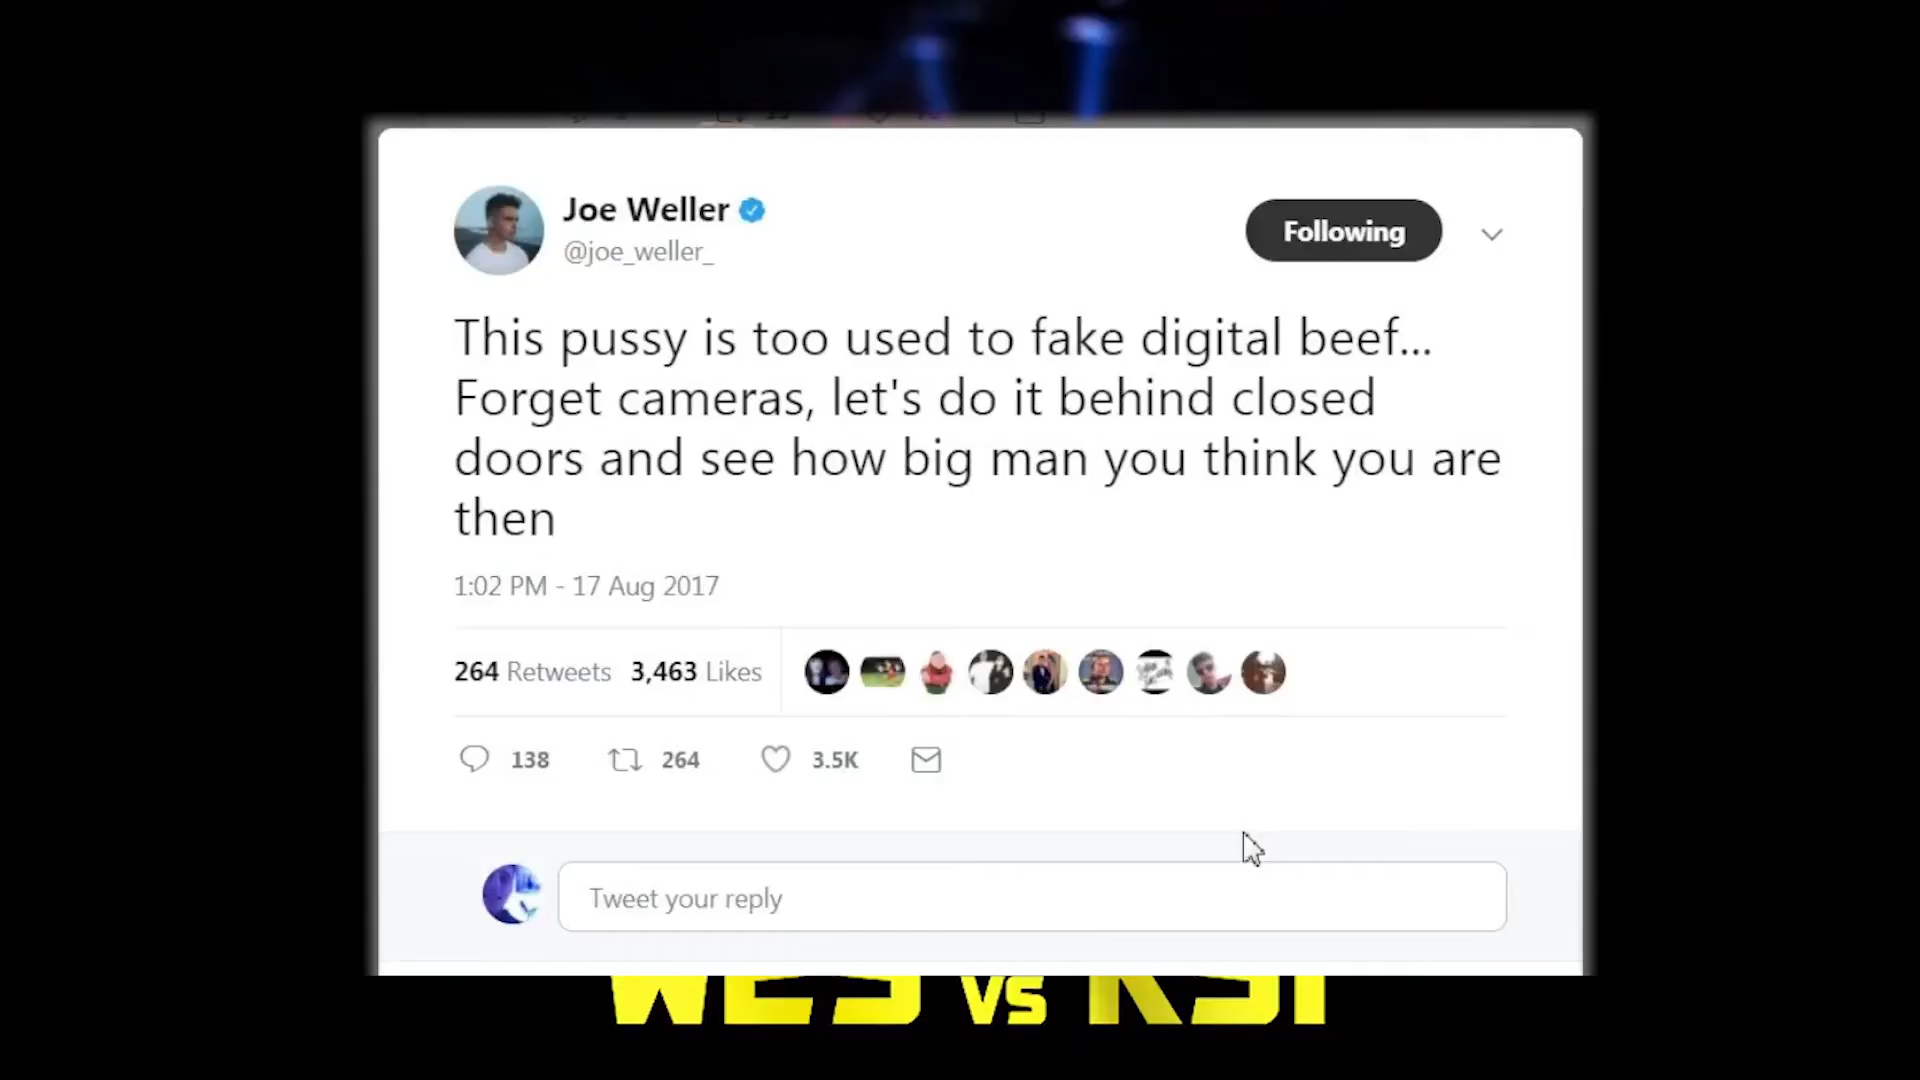 Joe Weller
@joe_weller_
Following
This pussy is too used to fake digital beef...
Forget cameras, let's do it behind closed
doors and see how big man you think you are
then
1:02 PM - 17 Aug 2017
264 Retweets 3,463 Likes
138 264 3.5K
Tweet your reply
WES vs KSI